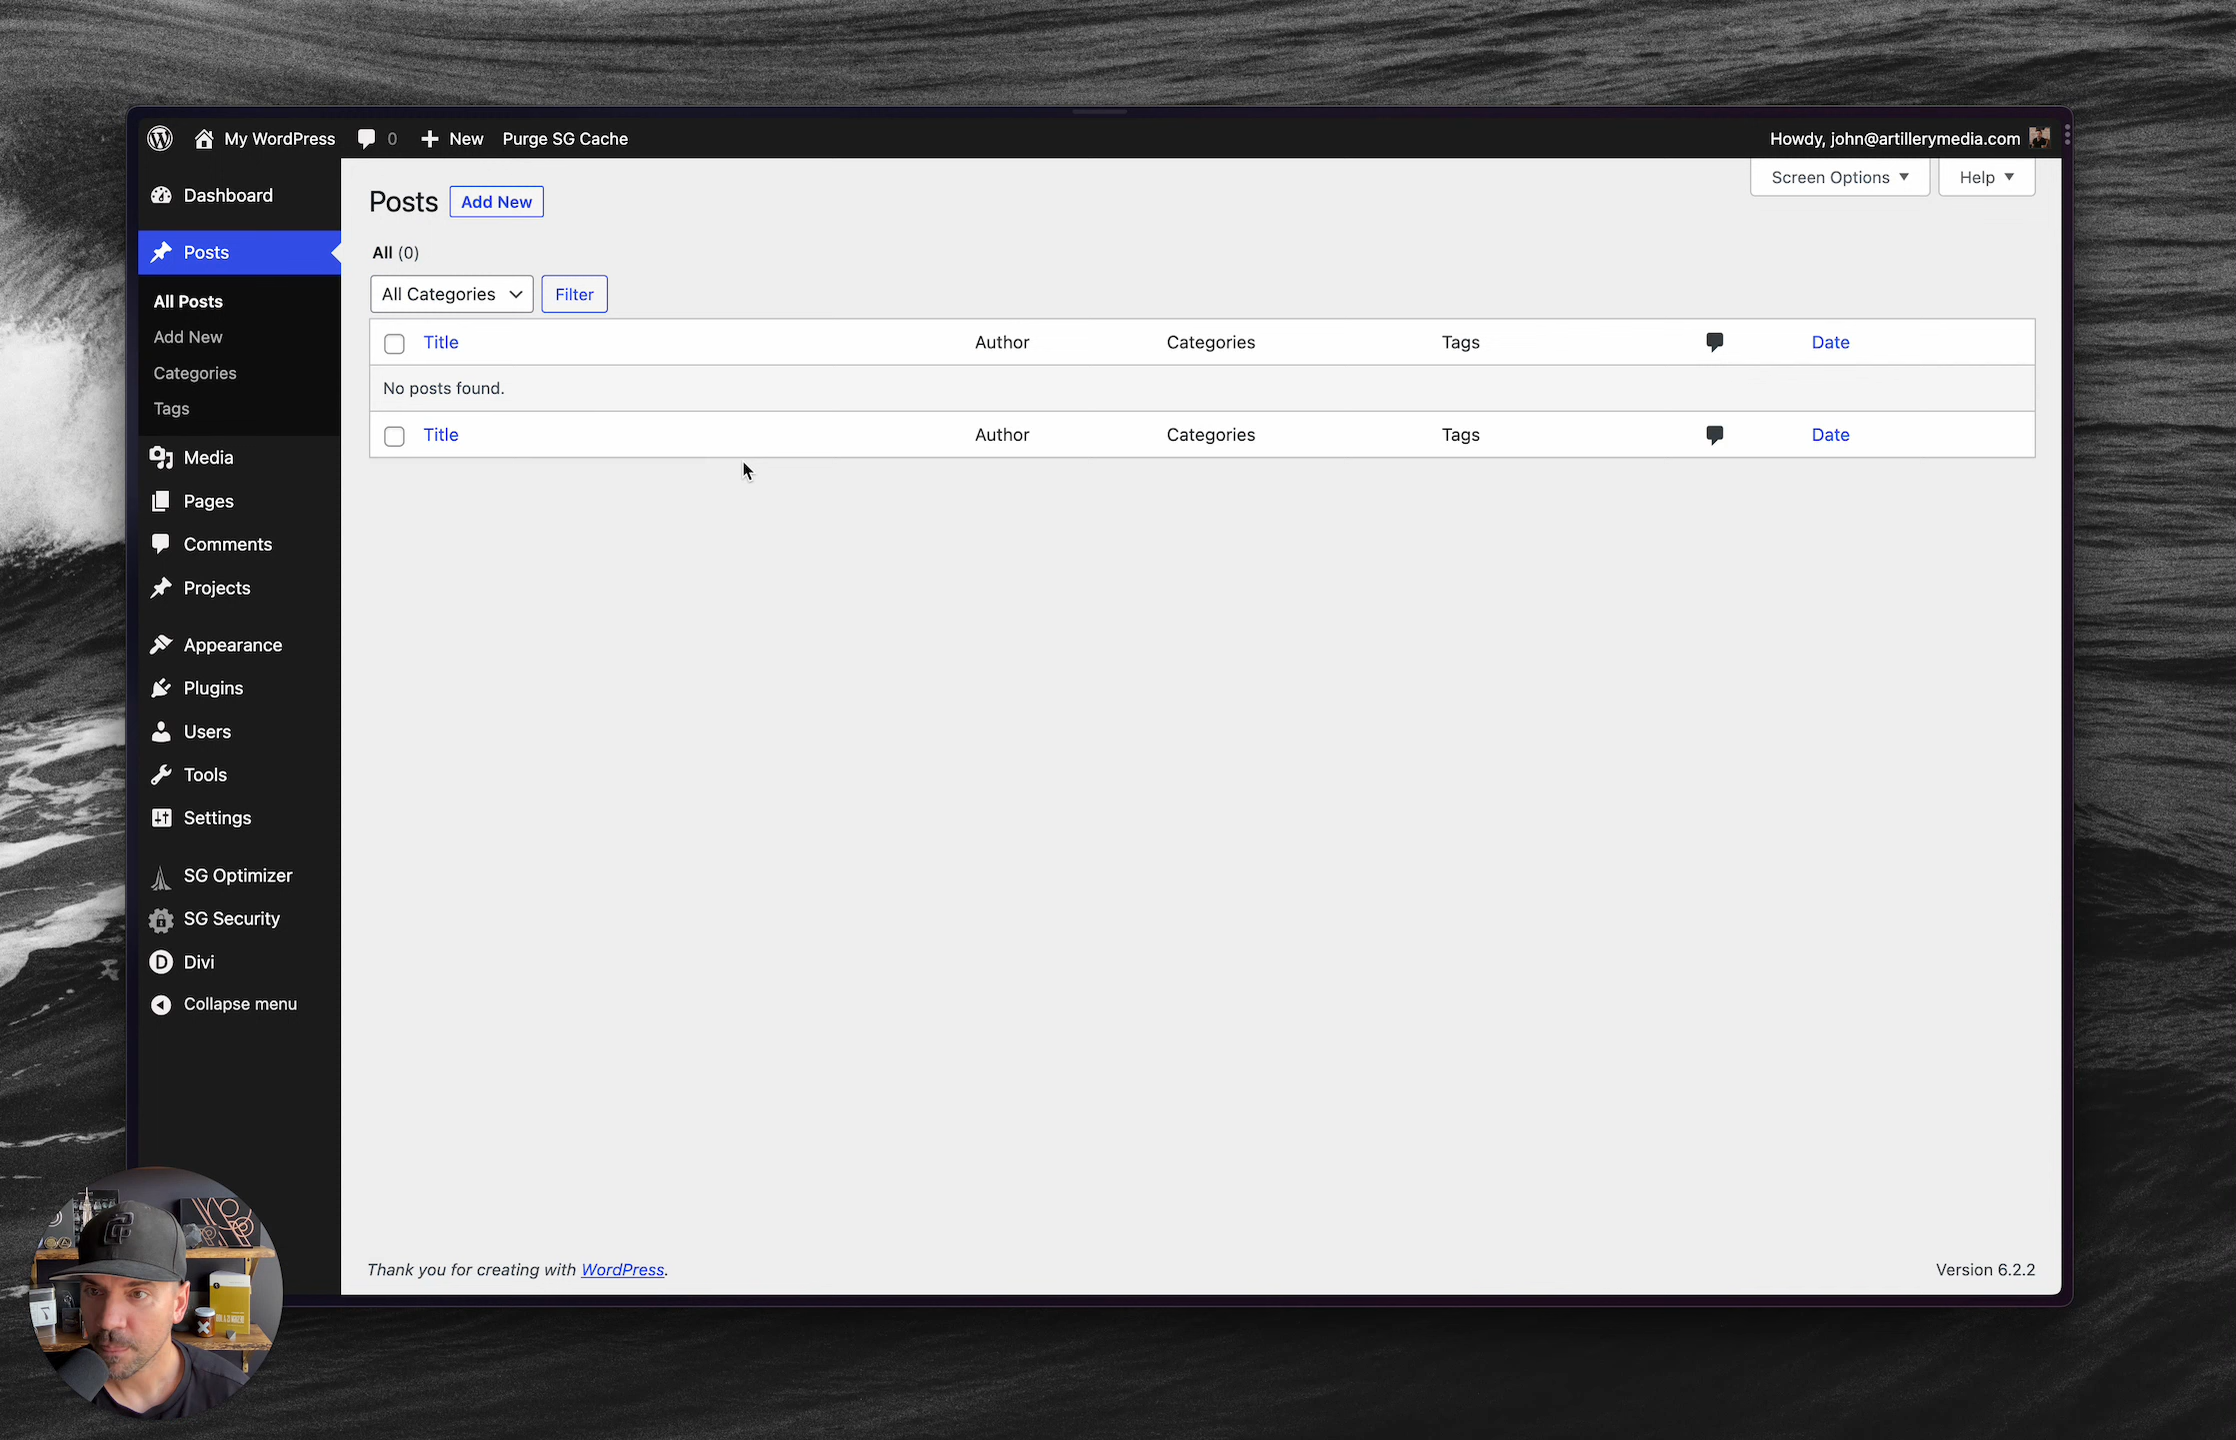 My WordPress 0 New Purge SG Cache Howdy, john@artillerymedia.com
Screen Options Help
Dashboard
Posts
All Posts
Add New
Categories
Tags
Media
Pages
Comments
Projects
Appearance
Plugins
Users
Tools
Settings
SG Optimizer
SG Security
Divi
Collapse menu
Posts Add New
All (0)
All Categories Filter
Title Author Categories Tags Date
No posts found.
Title Author Categories Tags Date
Thank you for creating with WordPress.
Version 6.2.2